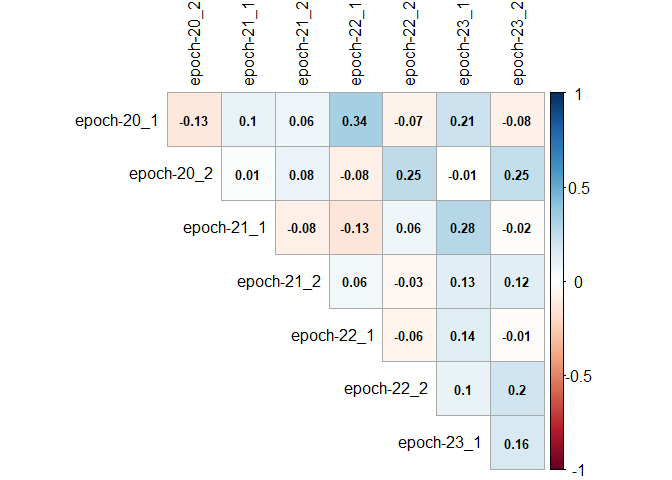 epoch-20_2 epoch-21_1 epoch-21_2 epoch-22_1 epoch-22_2 epoch-23_1 epoch-23_2
epoch-20_1 -0.13 0.1 0.06 0.34 -0.07 0.21 -0.08
epoch-20_2 0.01 0.08 -0.08 0.25 -0.01 0.25
epoch-21_1 -0.08 -0.13 0.06 0.28 -0.02
epoch-21_2 0.06 -0.03 0.13 0.12
epoch-22_1 -0.06 0.14 -0.01
epoch-22_2 0.1 0.2
epoch-23_1 0.16
1
0.5
0
-0.5
-1